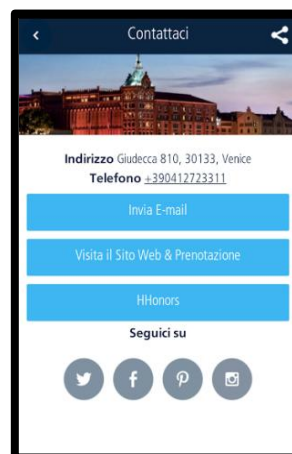 Contattaci
Indirizzo Giudecca 810, 30133, Venice
Telefono +390412723311
Invia E-mail
Visita il Sito Web & Prenotazione
HHonors
Seguici su